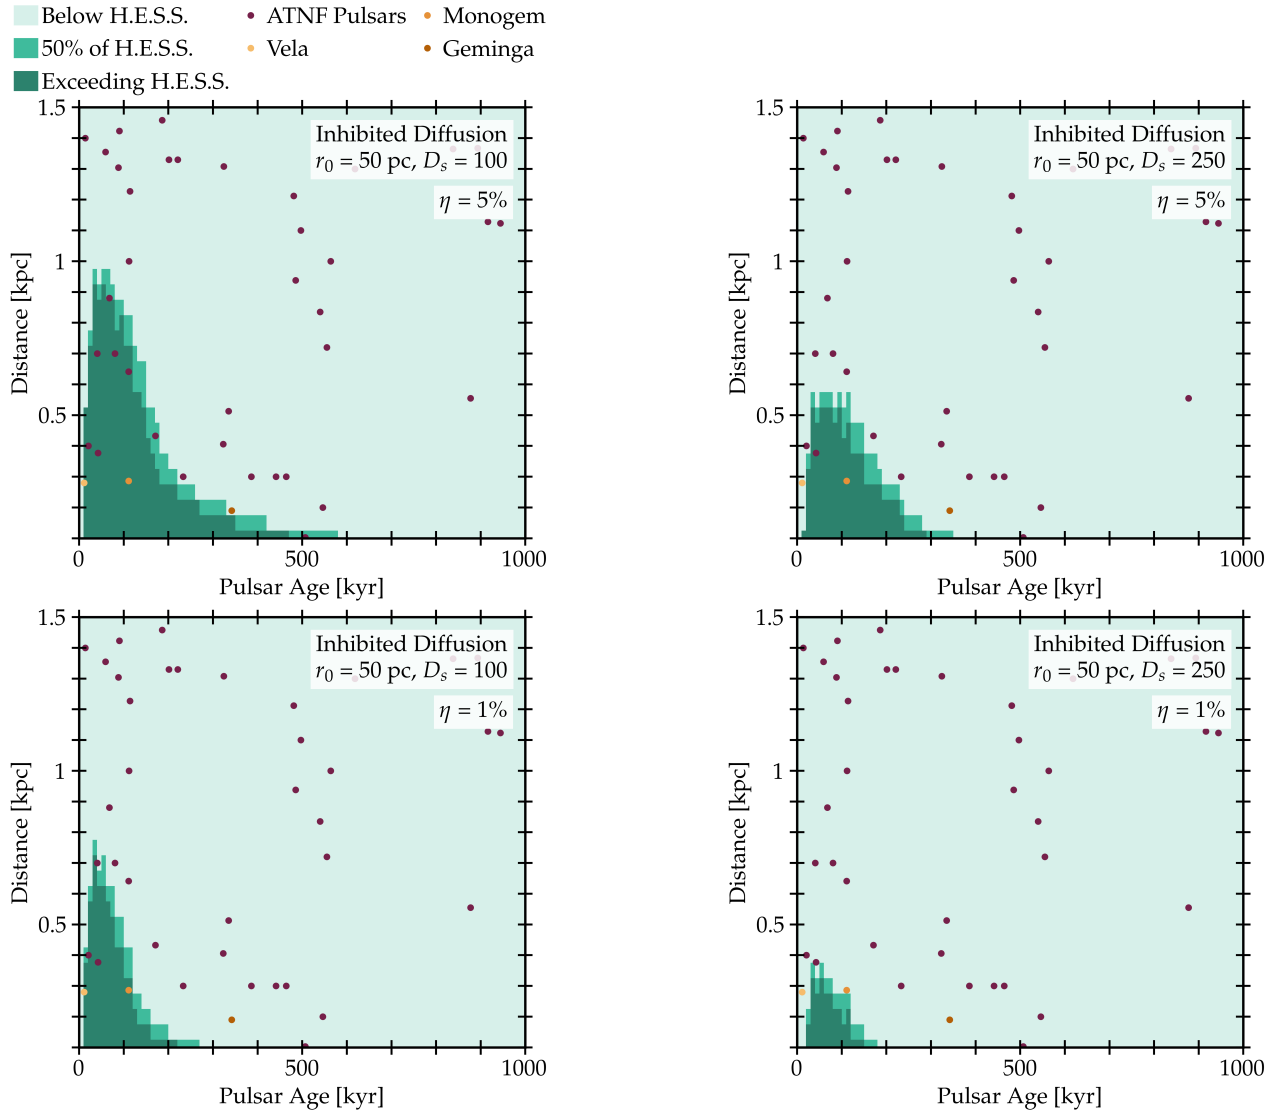 Below H.E.S.S.
ATNF Pulsars
Monogem
50% of H.E.S.S.
Vela
Geminga
Exceeding H.E.S.S.
1.5
1
0.5
Distance [kpc]
Inhibited Diffusion
r₀ = 50 pc, Dₛ = 100
η = 5%
0
500
1000
Pulsar Age [kyr]
1.5
1
0.5
Distance [kpc]
Inhibited Diffusion
r₀ = 50 pc, Dₛ = 250
η = 5%
0
500
1000
Pulsar Age [kyr]
1.5
1
0.5
Distance [kpc]
Inhibited Diffusion
r₀ = 50 pc, Dₛ = 100
η = 1%
0
500
1000
Pulsar Age [kyr]
1.5
1
0.5
Distance [kpc]
Inhibited Diffusion
r₀ = 50 pc, Dₛ = 250
η = 1%
0
500
1000
Pulsar Age [kyr]